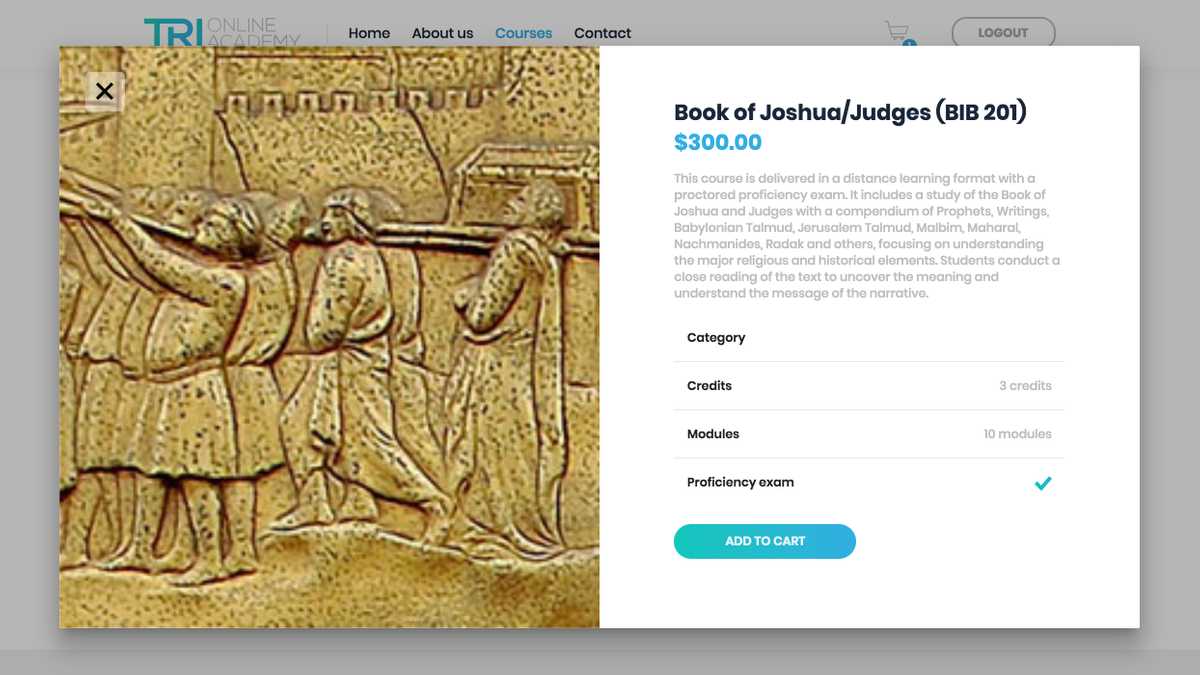 TRI ONLINE
ACADEMY
Home About us Courses Contact
LOGOUT
Book of Joshua/Judges (BIB 201)
$300.00
This course is delivered in a distance learning format with a
proctored proficiency exam. It includes a study of the Book of
Joshua and Judges with a compendium of Prophets, Writings,
Babylonian Talmud, Jerusalem Talmud, Malbim, Maharal,
Nachmanides, Radak and others, focusing on understanding
the major religious and historical elements. Students conduct a
close reading of the text to uncover the meaning and
understand the message of the narrative.
Category
Credits 3 credits
Modules 10 modules
Proficiency exam
ADD TO CART